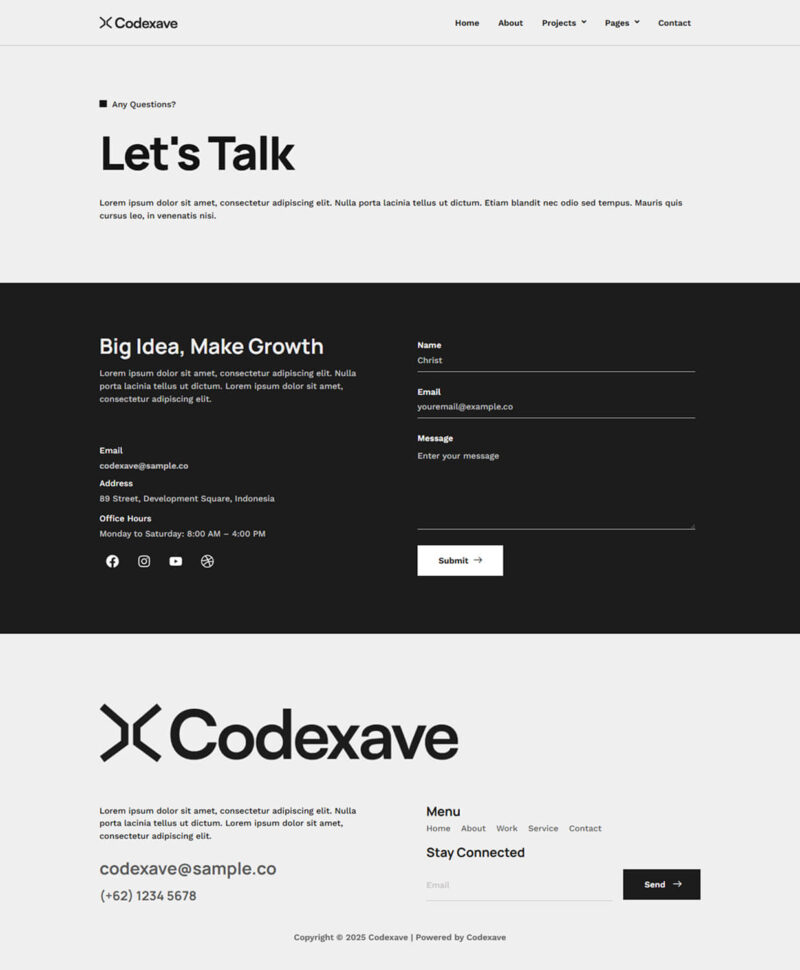 Codexave
Home About Projects Pages Contact
Any Questions?
Let's Talk
Lorem ipsum dolor sit amet, consectetur adipiscing elit. Nulla porta lacinia tellus ut dictum. Etiam blandit nec odio sed tempus. Mauris quis
cursus leo, in venenatis nisi.
Big Idea, Make Growth
Lorem ipsum dolor sit amet, consectetur adipiscing elit. Nulla
porta lacinia tellus ut dictum. Lorem ipsum dolor sit amet,
consectetur adipiscing elit.
Email
codexave@sample.co
Address
89 Street, Development Square, Indonesia
Office Hours
Monday to Saturday: 8:00 AM – 4:00 PM
Name
Christ
Email
youremail@example.co
Message
Enter your message
Submit
Codexave
Lorem ipsum dolor sit amet, consectetur adipiscing elit. Nulla
porta lacinia tellus ut dictum. Lorem ipsum dolor sit amet,
consectetur adipiscing elit.
codexave@sample.co
(+62) 1234 5678
Menu
Home About Work Service Contact
Stay Connected
Email
Send
Copyright © 2025 Codexave | Powered by Codexave